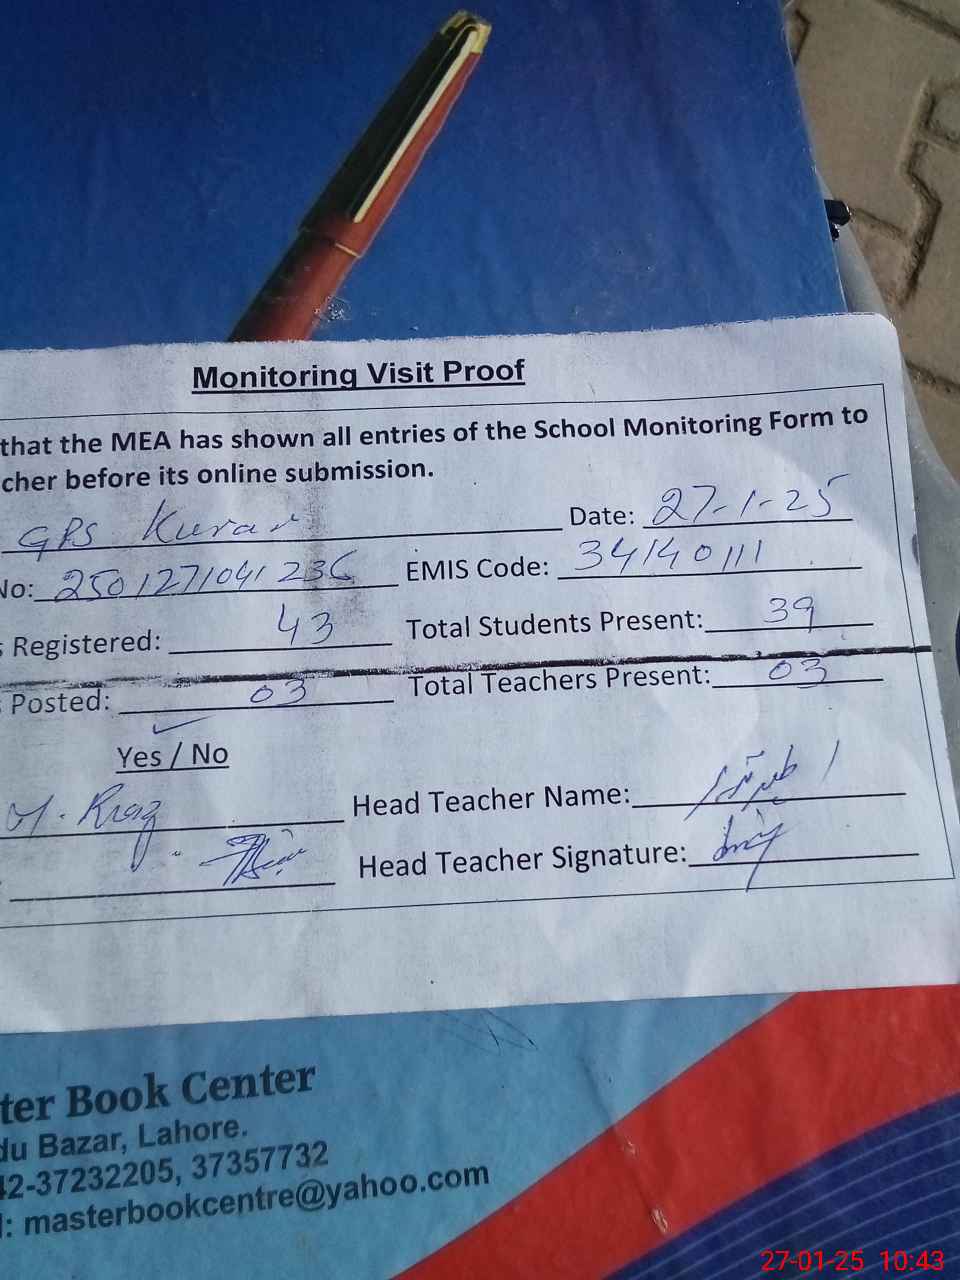 Monitoring Visit Proof
that the MEA has shown all entries of the School Monitoring Form to
cher before its online submission.
GPS Kuran Date: 27-1-25
No: 2501271041236 EMIS Code: 34140111
s Registered: 43 Total Students Present: 39
s Posted: 03 Total Teachers Present: 03
Yes / No
M. Riaz Head Teacher Name:
Head Teacher Signature:
ter Book Center
du Bazar, Lahore.
42-37232205, 37357732
l: masterbookcentre@yahoo.com
27-01-25 10:43